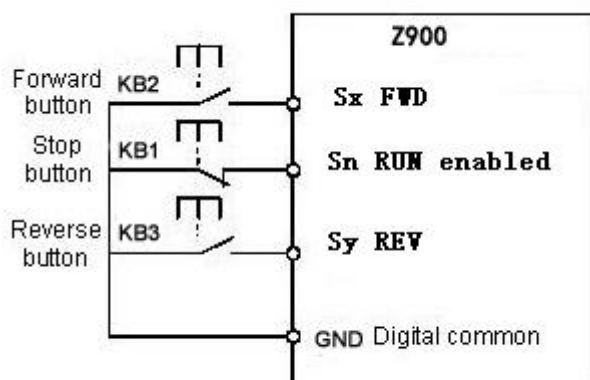 Z900
Forward
button
KB2
Sx FWD
Stop
button
KB1
Sn RUN enabled
Reverse
button
KB3
Sy REV
GND Digital common